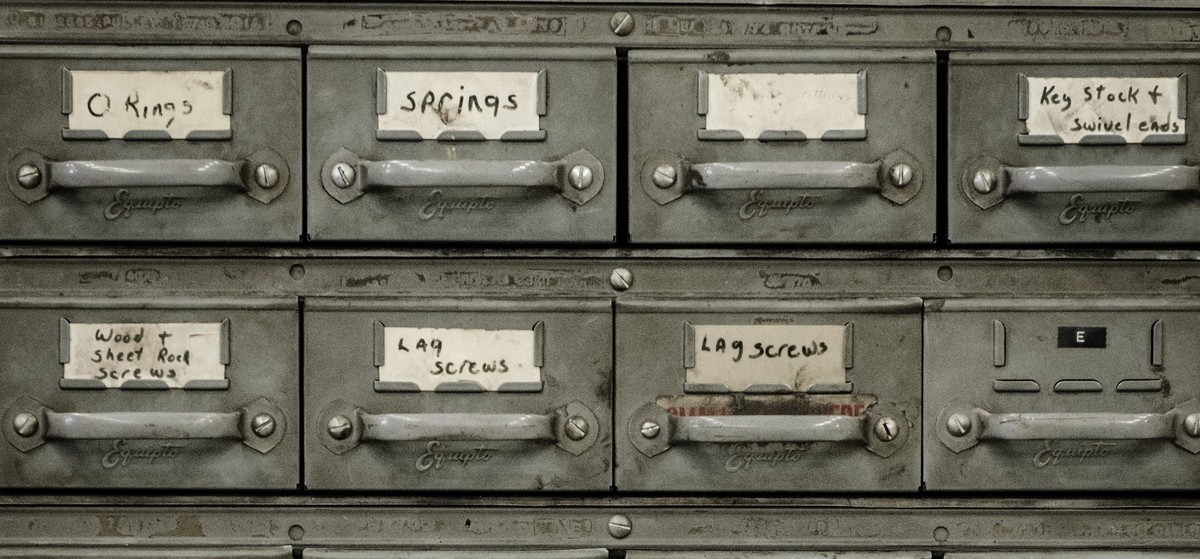 O Rings
springs
Key Stock +
swivel ends
Equipto
Equipto
Equipto
Equipto
Wood +
Sheet Rock
screws
LAg
screws
LAg screws
E
Equipto
Equipto
Equipto
Equipto